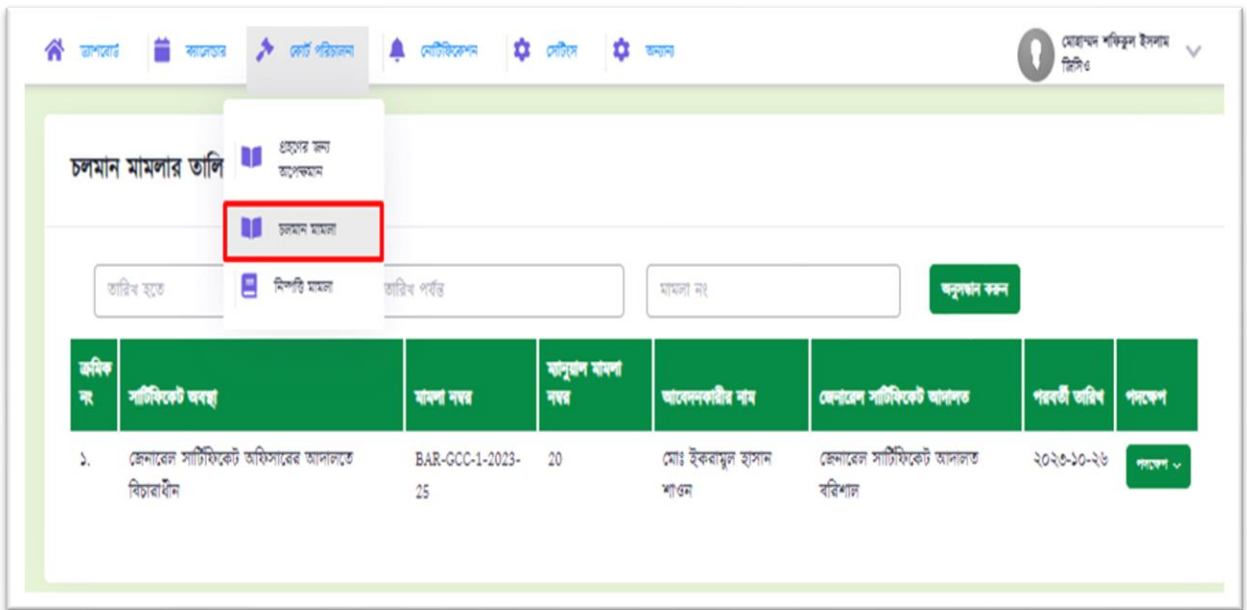 ড্যাশবোর্ড ক্যালেন্ডার কোর্ট পরিচালনা নোটিফিকেশন সেটিংস অন্যান্য মোহাম্মদ শফিকুল ইসলাম
জিসিও
গ্রহণের জন্য
অপেক্ষমান
চলমান মামলার তালি
চলমান মামলা
নিষ্পত্তি মামলা
তারিখ হতে তারিখ পর্যন্ত মামলা নং অনুসন্ধান করুন
ক্রমিক নং সার্টিফিকেট অবস্থা মামলা নম্বর ম্যানুয়াল মামলা নম্বর আবেদনকারীর নাম জেনারেল সার্টিফিকেট আদালত পরবর্তী তারিখ পদক্ষেপ
১. জেনারেল সার্টিফিকেট অফিসারের আদালতে BAR-GCC-1-2023- 20 মোঃ ইকরামুল হাসান জেনারেল সার্টিফিকেট আদালত ২০২৩-১০-২৬ পদক্ষেপ
বিচারাধীন 25 শাওন বরিশাল